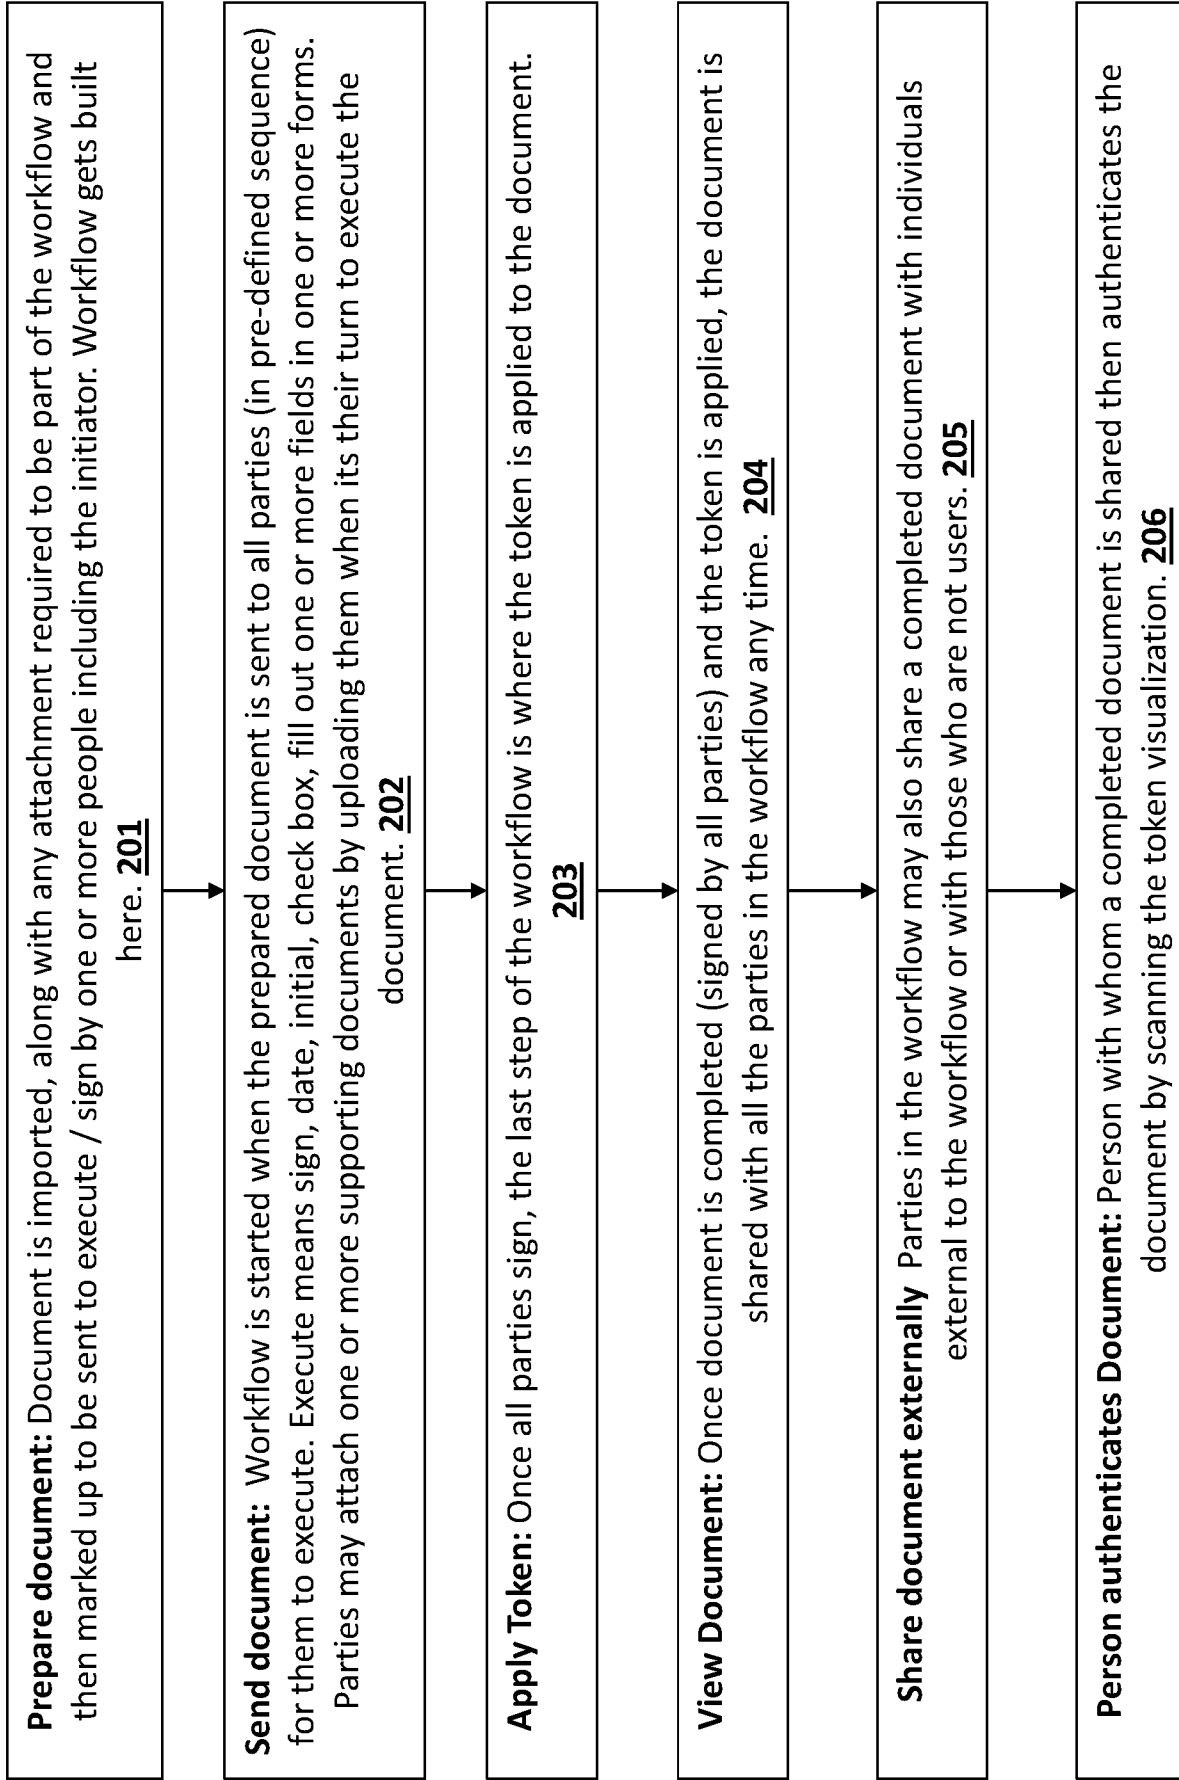 Prepare document: Document is imported, along with any attachment required to be part of the workflow and
then marked up to be sent to execute / sign by one or more people including the initiator. Workflow gets built
here. 201
Send document: Workflow is started when the prepared document is sent to all parties (in pre-defined sequence)
for them to execute. Execute means sign, date, initial, check box, fill out one or more fields in one or more forms.
Parties may attach one or more supporting documents by uploading them when its their turn to execute the
document. 202
Apply Token: Once all parties sign, the last step of the workflow is where the token is applied to the document.
203
View Document: Once document is completed (signed by all parties) and the token is applied, the document is
shared with all the parties in the workflow any time. 204
Share document externally Parties in the workflow may also share a completed document with individuals
external to the workflow or with those who are not users. 205
Person authenticates Document: Person with whom a completed document is shared then authenticates the
document by scanning the token visualization. 206